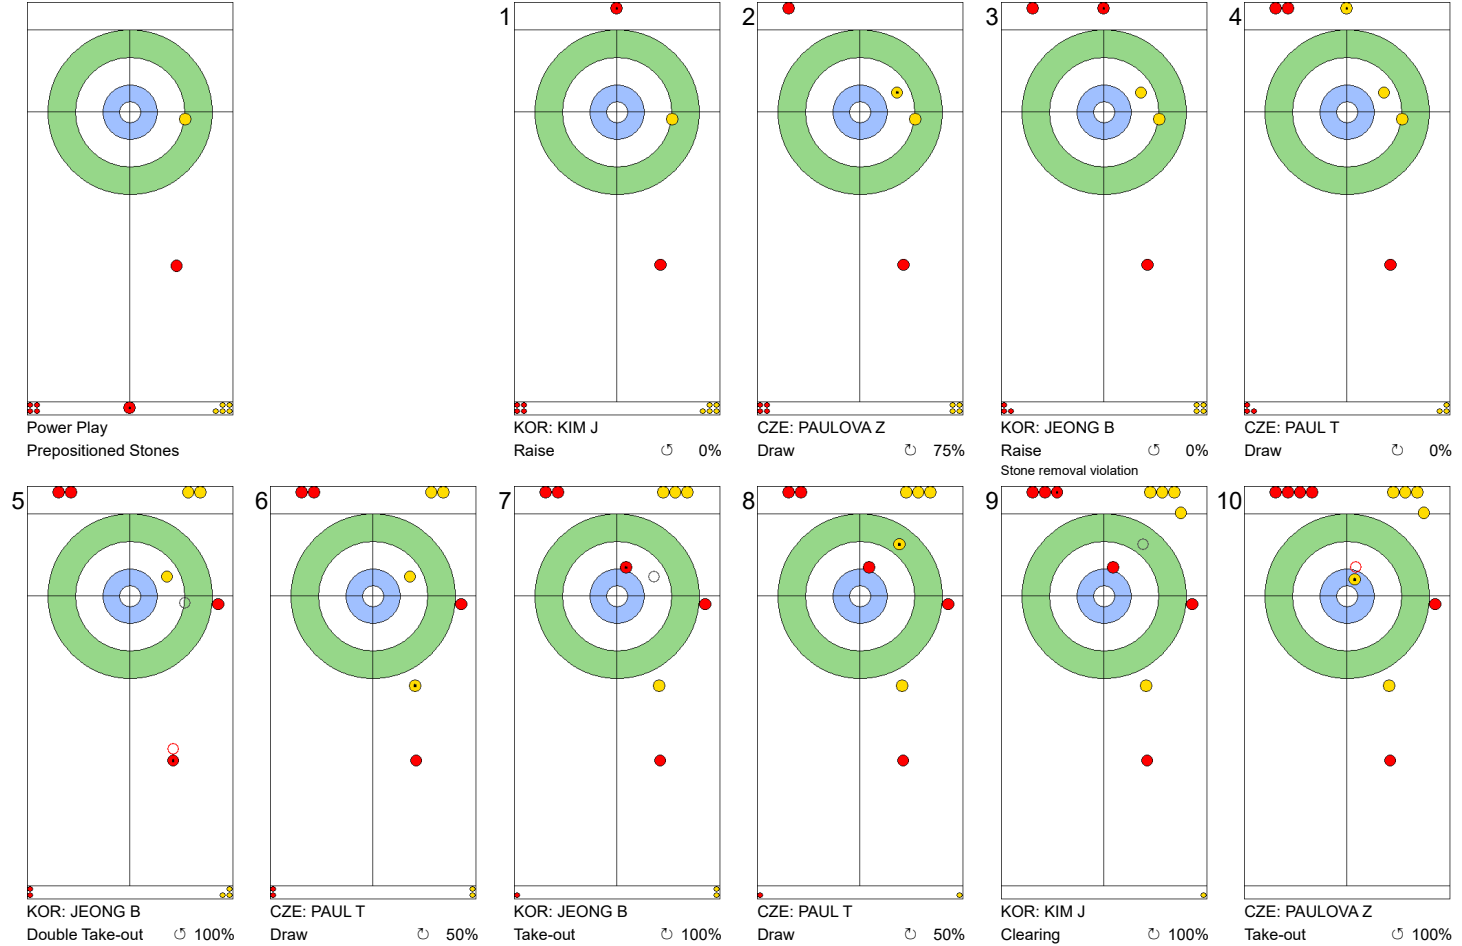 Power Play
Prepositioned Stones
1
KOR: KIM J
Raise ↺ 0%
2
CZE: PAULOVA Z
Draw ↻ 75%
3
KOR: JEONG B
Raise ↺ 0%
Stone removal violation
4
CZE: PAUL T
Draw ↻ 0%
5
KOR: JEONG B
Double Take-out ↺ 100%
6
CZE: PAUL T
Draw ↻ 50%
7
KOR: JEONG B
Take-out ↻ 100%
8
CZE: PAUL T
Draw ↻ 50%
9
KOR: KIM J
Clearing ↻ 100%
10
CZE: PAULOVA Z
Take-out ↺ 100%